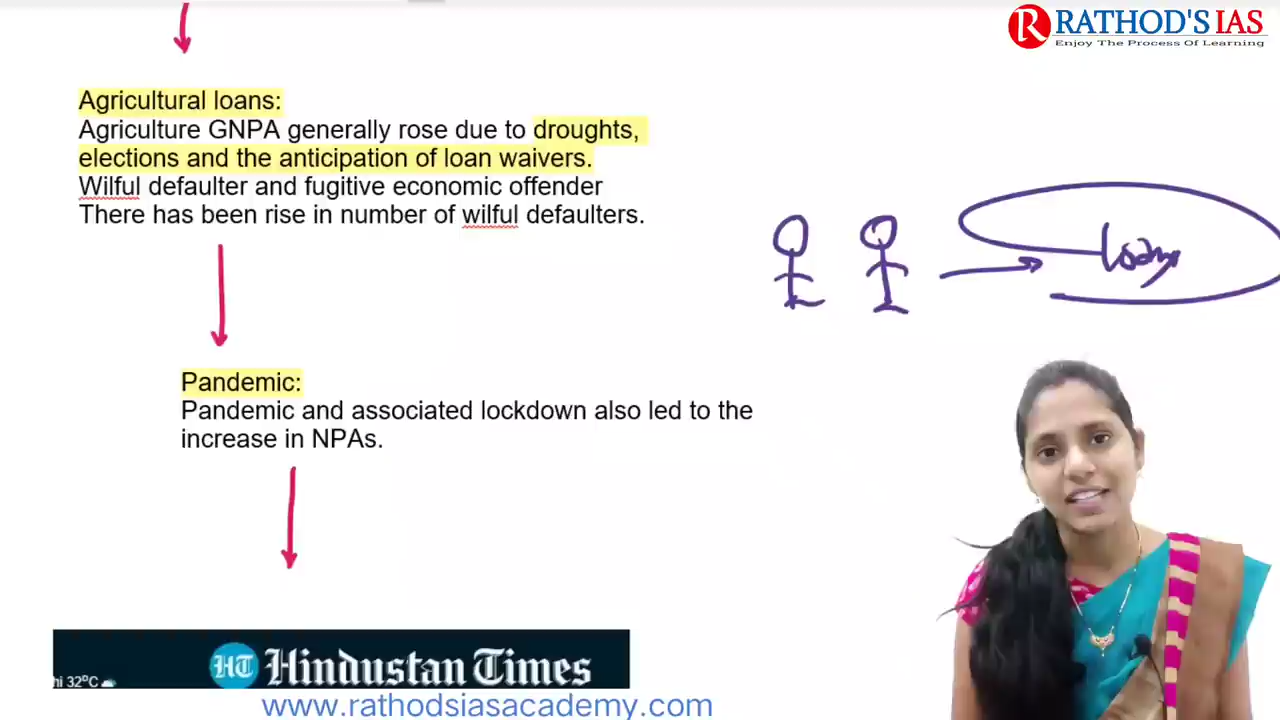 RATHOD'S IAS
Enjoy The Process Of Learning
Agricultural loans:
Agriculture GNPA generally rose due to droughts,
elections and the anticipation of loan waivers.
Wilful defaulter and fugitive economic offender
There has been rise in number of wilful defaulters.
loans
Pandemic:
Pandemic and associated lockdown also led to the
increase in NPAs.
HT Hindustan Times
hi 32°C
www.rathodsiasacademy.com